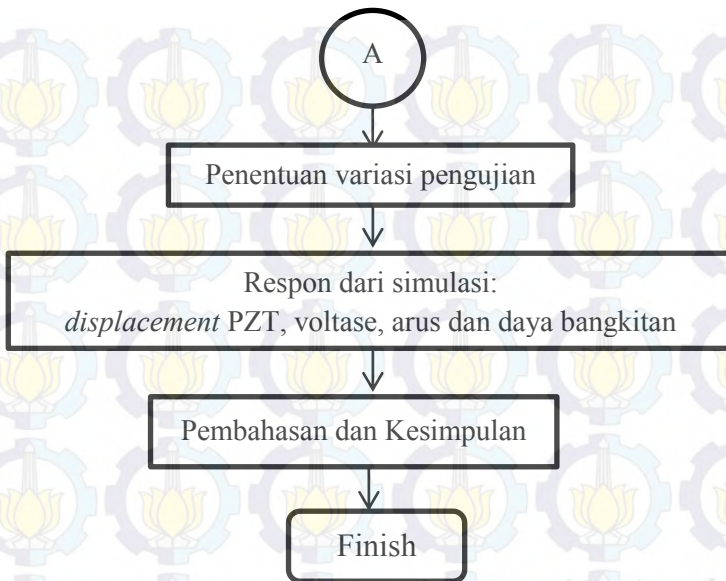 A
Penentuan variasi pengujian
Respon dari simulasi:
displacement PZT, voltase, arus dan daya bangkitan
Pembahasan dan Kesimpulan
Finish